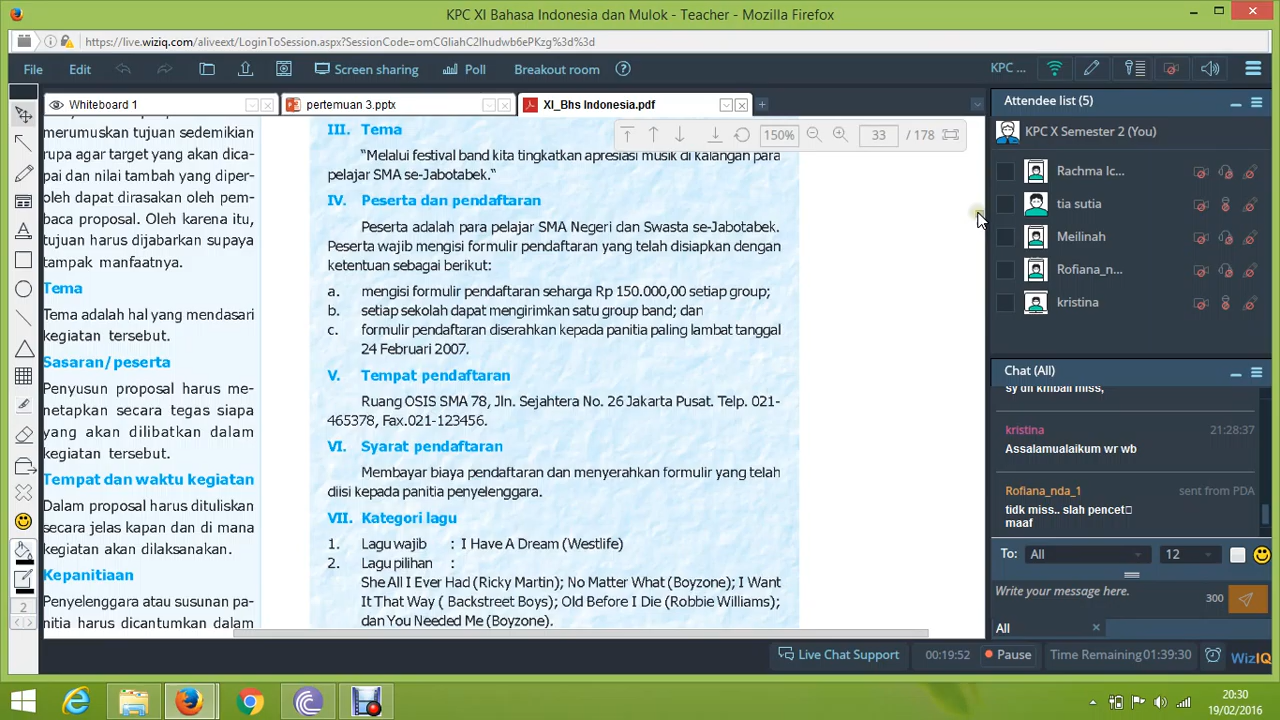 KPC XI Bahasa Indonesia dan Mulok - Teacher - Mozilla Firefox
https://live.wiziq.com/aliveext/LoginToSession.aspx?SessionCode=omCGliahC2lhudwb6ePKzg%3d%3d
File Edit Screen sharing Poll Breakout room KPC ...
Whiteboard 1
pertemuan 3.pptx
XI_Bhs Indonesia.pdf
150%
33 / 178
merumuskan tujuan sedemikian
rupa agar target yang akan dica-
pai dan nilai tambah yang diper-
oleh dapat dirasakan oleh pem-
baca proposal. Oleh karena itu,
tujuan harus dijabarkan supaya
tampak manfaatnya.
Tema
Tema adalah hal yang mendasari
kegiatan tersebut.
Sasaran/peserta
Penyusun proposal harus me-
netapkan secara tegas siapa
yang akan dilibatkan dalam
kegiatan tersebut.
Tempat dan waktu kegiatan
Dalam proposal harus dituliskan
secara jelas kapan dan di mana
kegiatan akan dilaksanakan.
Kepanitiaan
Penyelenggara atau susunan pa-
nitia harus dicantumkan dalam
III. Tema
“Melalui festival band kita tingkatkan apresiasi musik di kalangan para
pelajar SMA se-Jabotabek.“
IV. Peserta dan pendaftaran
Peserta adalah para pelajar SMA Negeri dan Swasta se-Jabotabek.
Peserta wajib mengisi formulir pendaftaran yang telah disiapkan dengan
ketentuan sebagai berikut:
a. mengisi formulir pendaftaran seharga Rp 150.000,00 setiap group;
b. setiap sekolah dapat mengirimkan satu group band; dan
c. formulir pendaftaran diserahkan kepada panitia paling lambat tanggal
24 Februari 2007.
V. Tempat pendaftaran
Ruang OSIS SMA 78, Jln. Sejahtera No. 26 Jakarta Pusat. Telp. 021-
465378, Fax.021-123456.
VI. Syarat pendaftaran
Membayar biaya pendaftaran dan menyerahkan formulir yang telah
diisi kepada panitia penyelenggara.
VII. Kategori lagu
1. Lagu wajib : I Have A Dream (Westlife)
2. Lagu pilihan :
She All I Ever Had (Ricky Martin); No Matter What (Boyzone); I Want
It That Way ( Backstreet Boys); Old Before I Die (Robbie Williams);
dan You Needed Me (Boyzone).
2
Attendee list (5)
KPC X Semester 2 (You)
Rachma Ic...
tia sutia
Meilinah
Rofiana_n...
kristina
Chat (All)
kristina 21:28:37
Assalamualaikum wr wb
Rofiana_nda_1 sent from PDA
tidk miss.. slah pencet
maaf
To: All 12
Write your message here. 300
All
Live Chat Support 00:19:52 Pause Time Remaining 01:39:30 WizIQ
20:30
19/02/2016